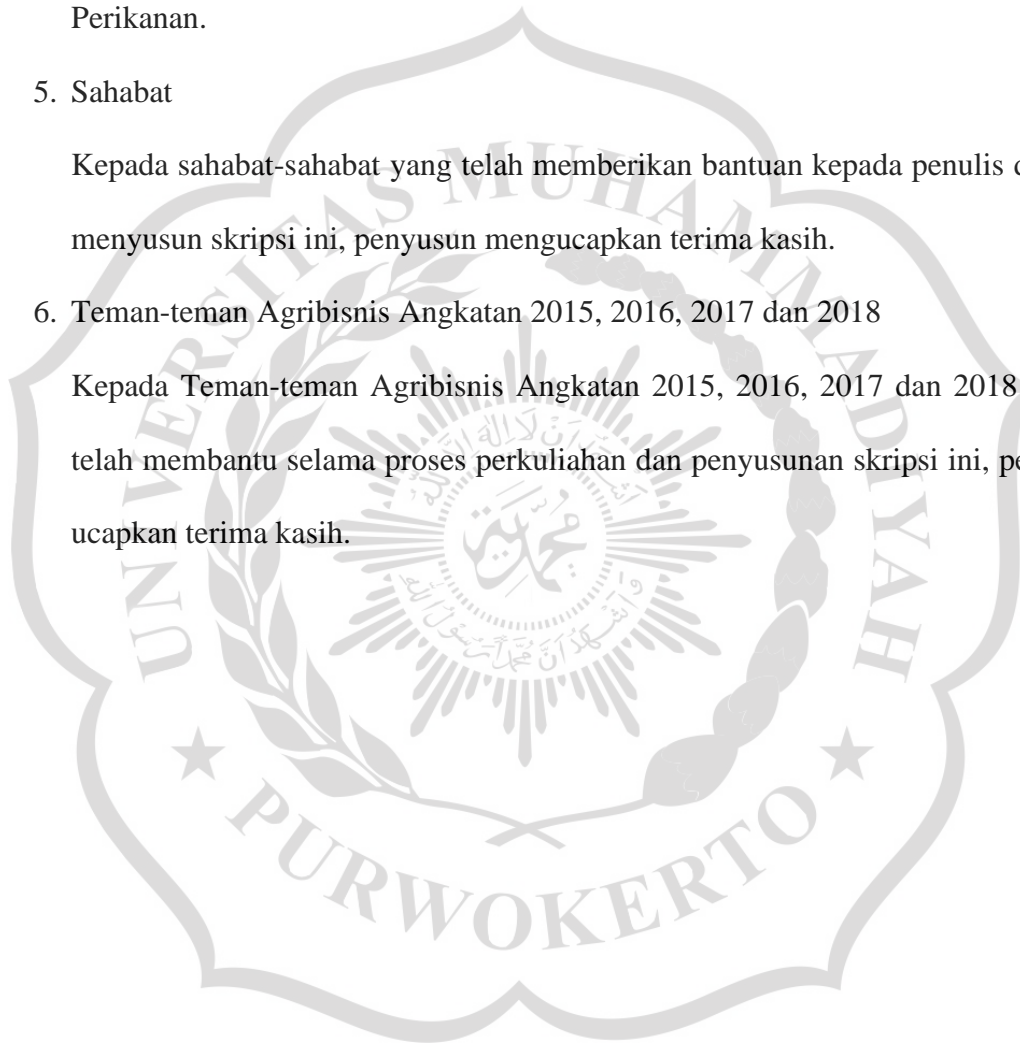 Perikanan.
5. Sahabat
Kepada sahabat-sahabat yang telah memberikan bantuan kepada penulis
menyusun skripsi ini, penyusun mengucapkan terima kasih.
6. Teman-teman Agribisnis Angkatan 2015, 2016, 2017 dan 2018
Kepada Teman-teman Agribisnis Angkatan 2015, 2016, 2017 dan 2018
telah membantu selama proses perkuliahan dan penyusunan skripsi ini,
ucapkan terima kasih.
UNIVERSITAS MUHAMMADIYAH
PURWOKERTO